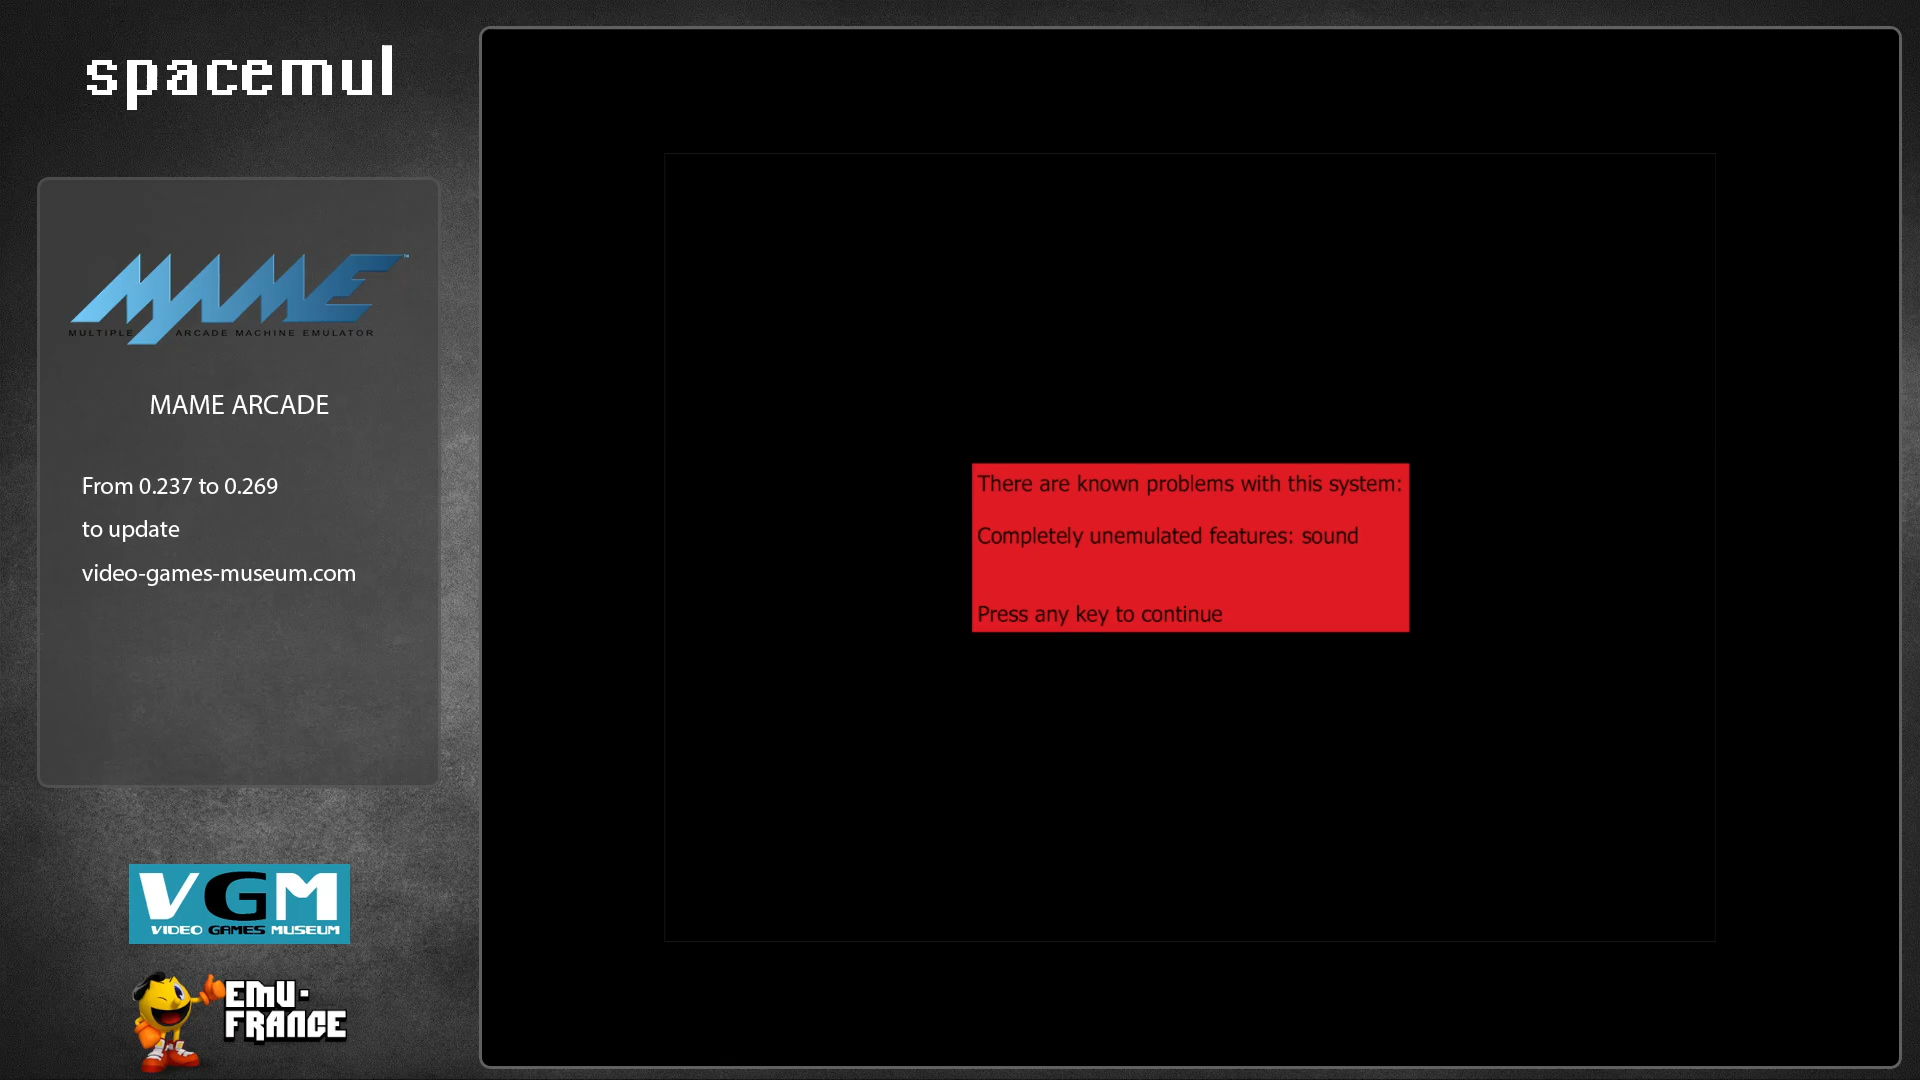 spacemul
MAME
MULTIPLE ARCADE MACHINE EMULATOR
MAME ARCADE
From 0.237 to 0.269
to update
video-games-museum.com
VGM
VIDEO GAMES MUSEUM
EMU-
FRANCE
There are known problems with this system:
Completely unemulated features: sound
Press any key to continue